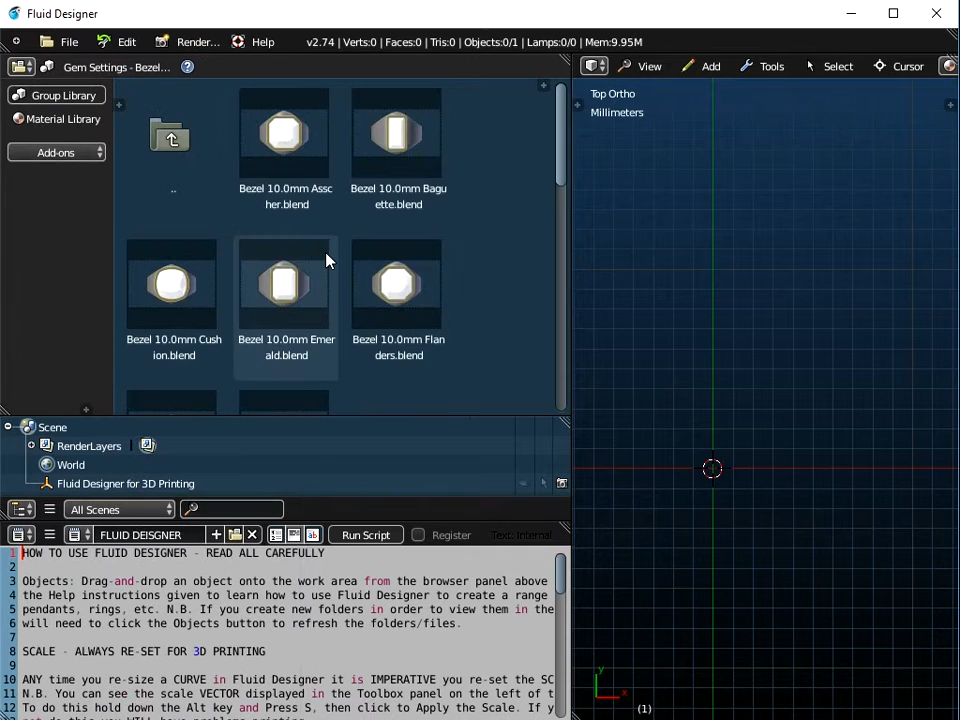 Fluid Designer
File Edit Render... Help v2.74 | Verts:0 | Faces:0 | Tris:0 | Objects:0/1 | Lamps:0/0 | Mem:9.95M
Gem Settings - Bezel...
View Add Tools Select Cursor
Group Library
Material Library
Add-ons
..
Bezel 10.0mm Assc
her.blend
Bezel 10.0mm Bagu
ette.blend
Bezel 10.0mm Cush
ion.blend
Bezel 10.0mm Emer
ald.blend
Bezel 10.0mm Flan
ders.blend
Top Ortho
Millimeters
Scene
RenderLayers |
World
Fluid Designer for 3D Printing
All Scenes
FLUID DEISGNER
Run Script
Register
Text: Internal
1 HOW TO USE FLUID DEISGNER - READ ALL CAREFULLY
2
3 Objects: Drag-and-drop an object onto the work area from the browser panel above
4 the Help instructions given to learn how to use Fluid Designer to create a range
5 pendants, rings, etc. N.B. If you create new folders in order to view them in the
6 will need to click the Objects button to refresh the folders/files.
7
8 SCALE - ALWAYS RE-SET FOR 3D PRINTING
9
10 ANY time you re-size a CURVE in Fluid Designer it is IMPERATIVE you re-set the SC
11 N.B. You can see the scale VECTOR displayed in the Toolbox panel on the left of t
12 To do this hold down the Alt key and Press S, then click to Apply the Scale. If y
y
x
(1)